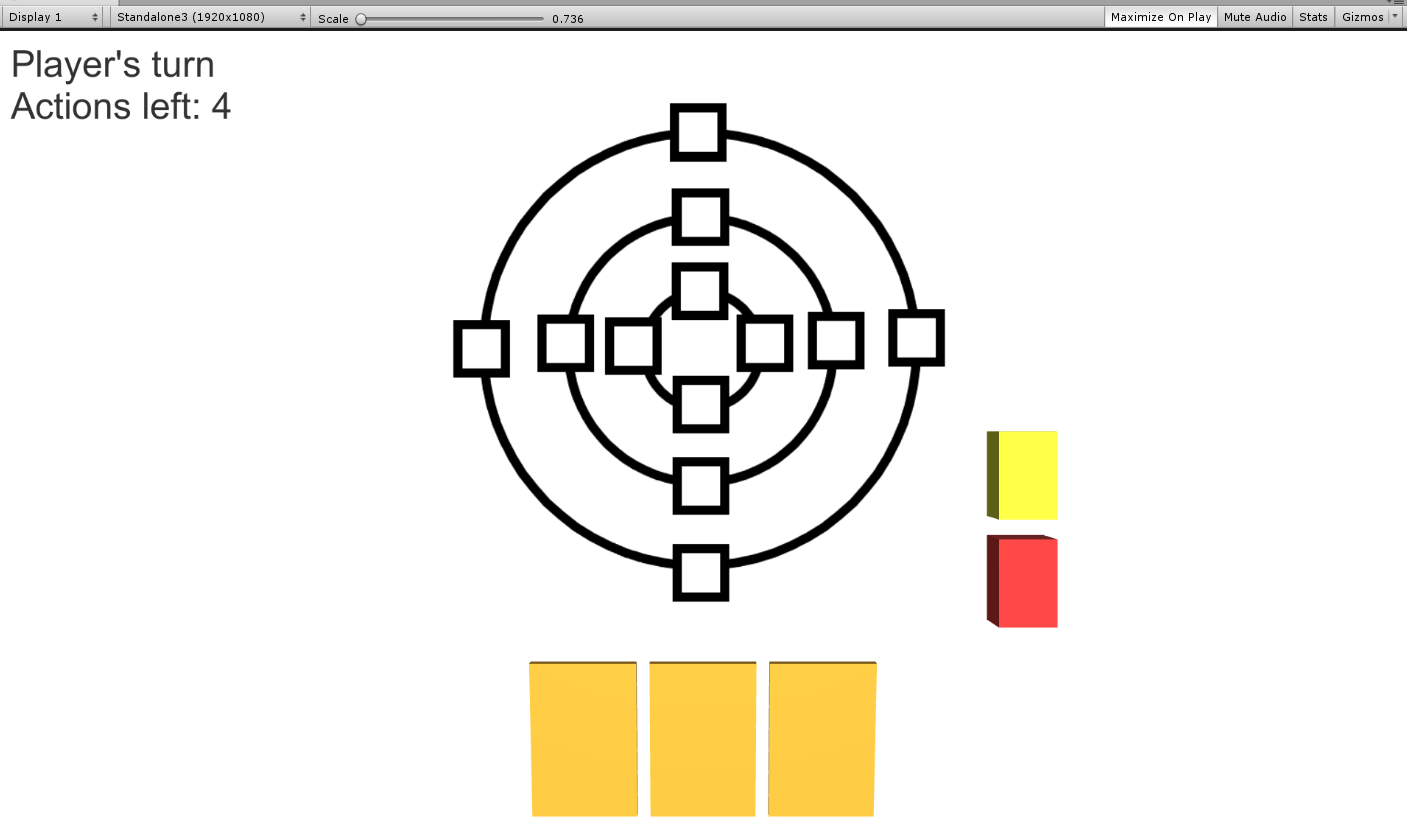 Display 1 Standalone3 (1920x1080) Scale 0.736 Maximize On Play Mute Audio Stats Gizmos
Player's turn
Actions left: 4